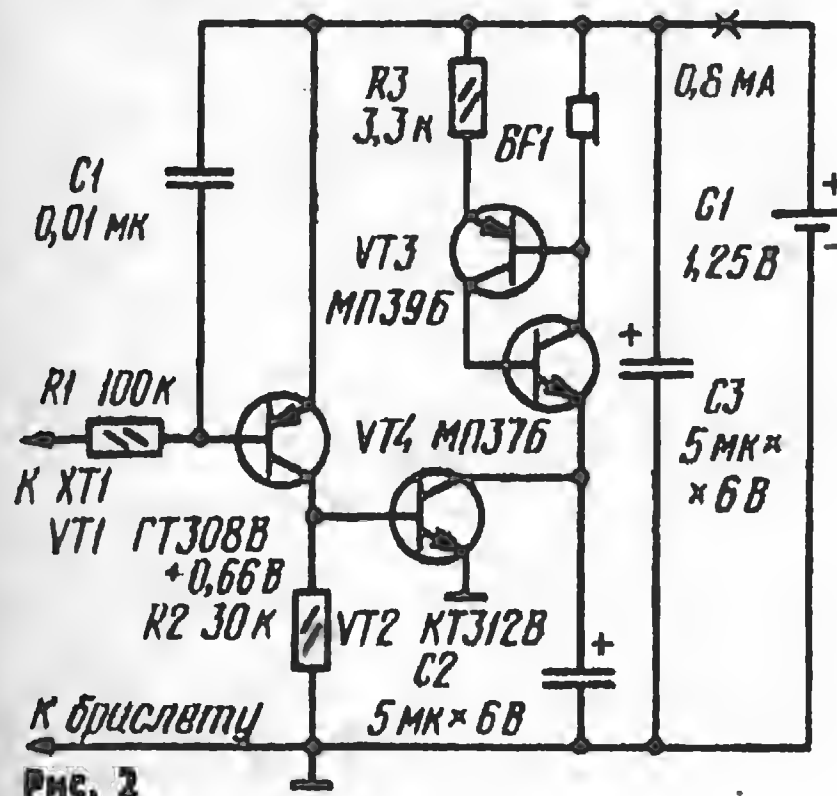 R3
3,3 к
BF1
0,8 мА
C1
0,01 мк
G1
1,25 В
+
-
VT3
МП39Б
+
R1 100 к
VT4 МП37Б
C3
5 мк×
× 6 В
К XT1
VT1 ГТ308В
+0,66 В
R2 30 к
VT2 КТ312В
C2
+
5 мк × 6 В
К браслету
Рис. 2